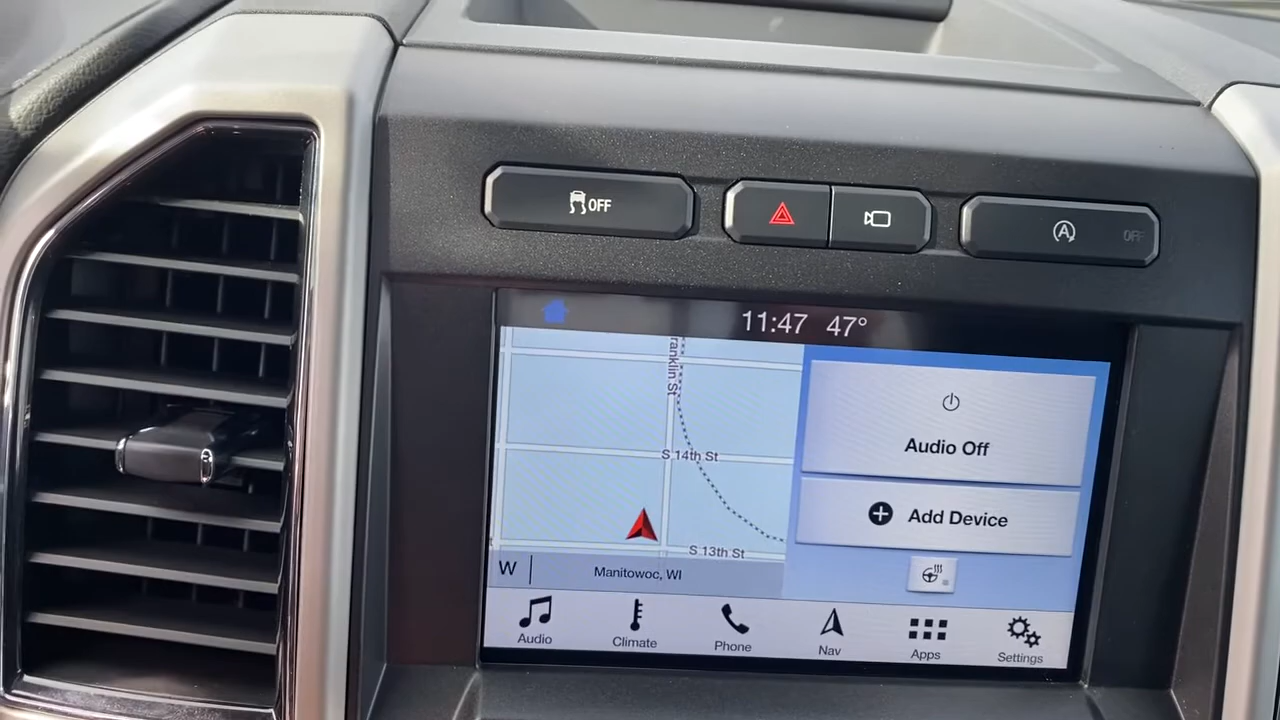 OFF
A
OFF
11:47 47°
ranklin St
S 14th St
S 13th St
W
Manitowoc, WI
Audio Off
Add Device
Audio
Climate
Phone
Nav
Apps
Settings